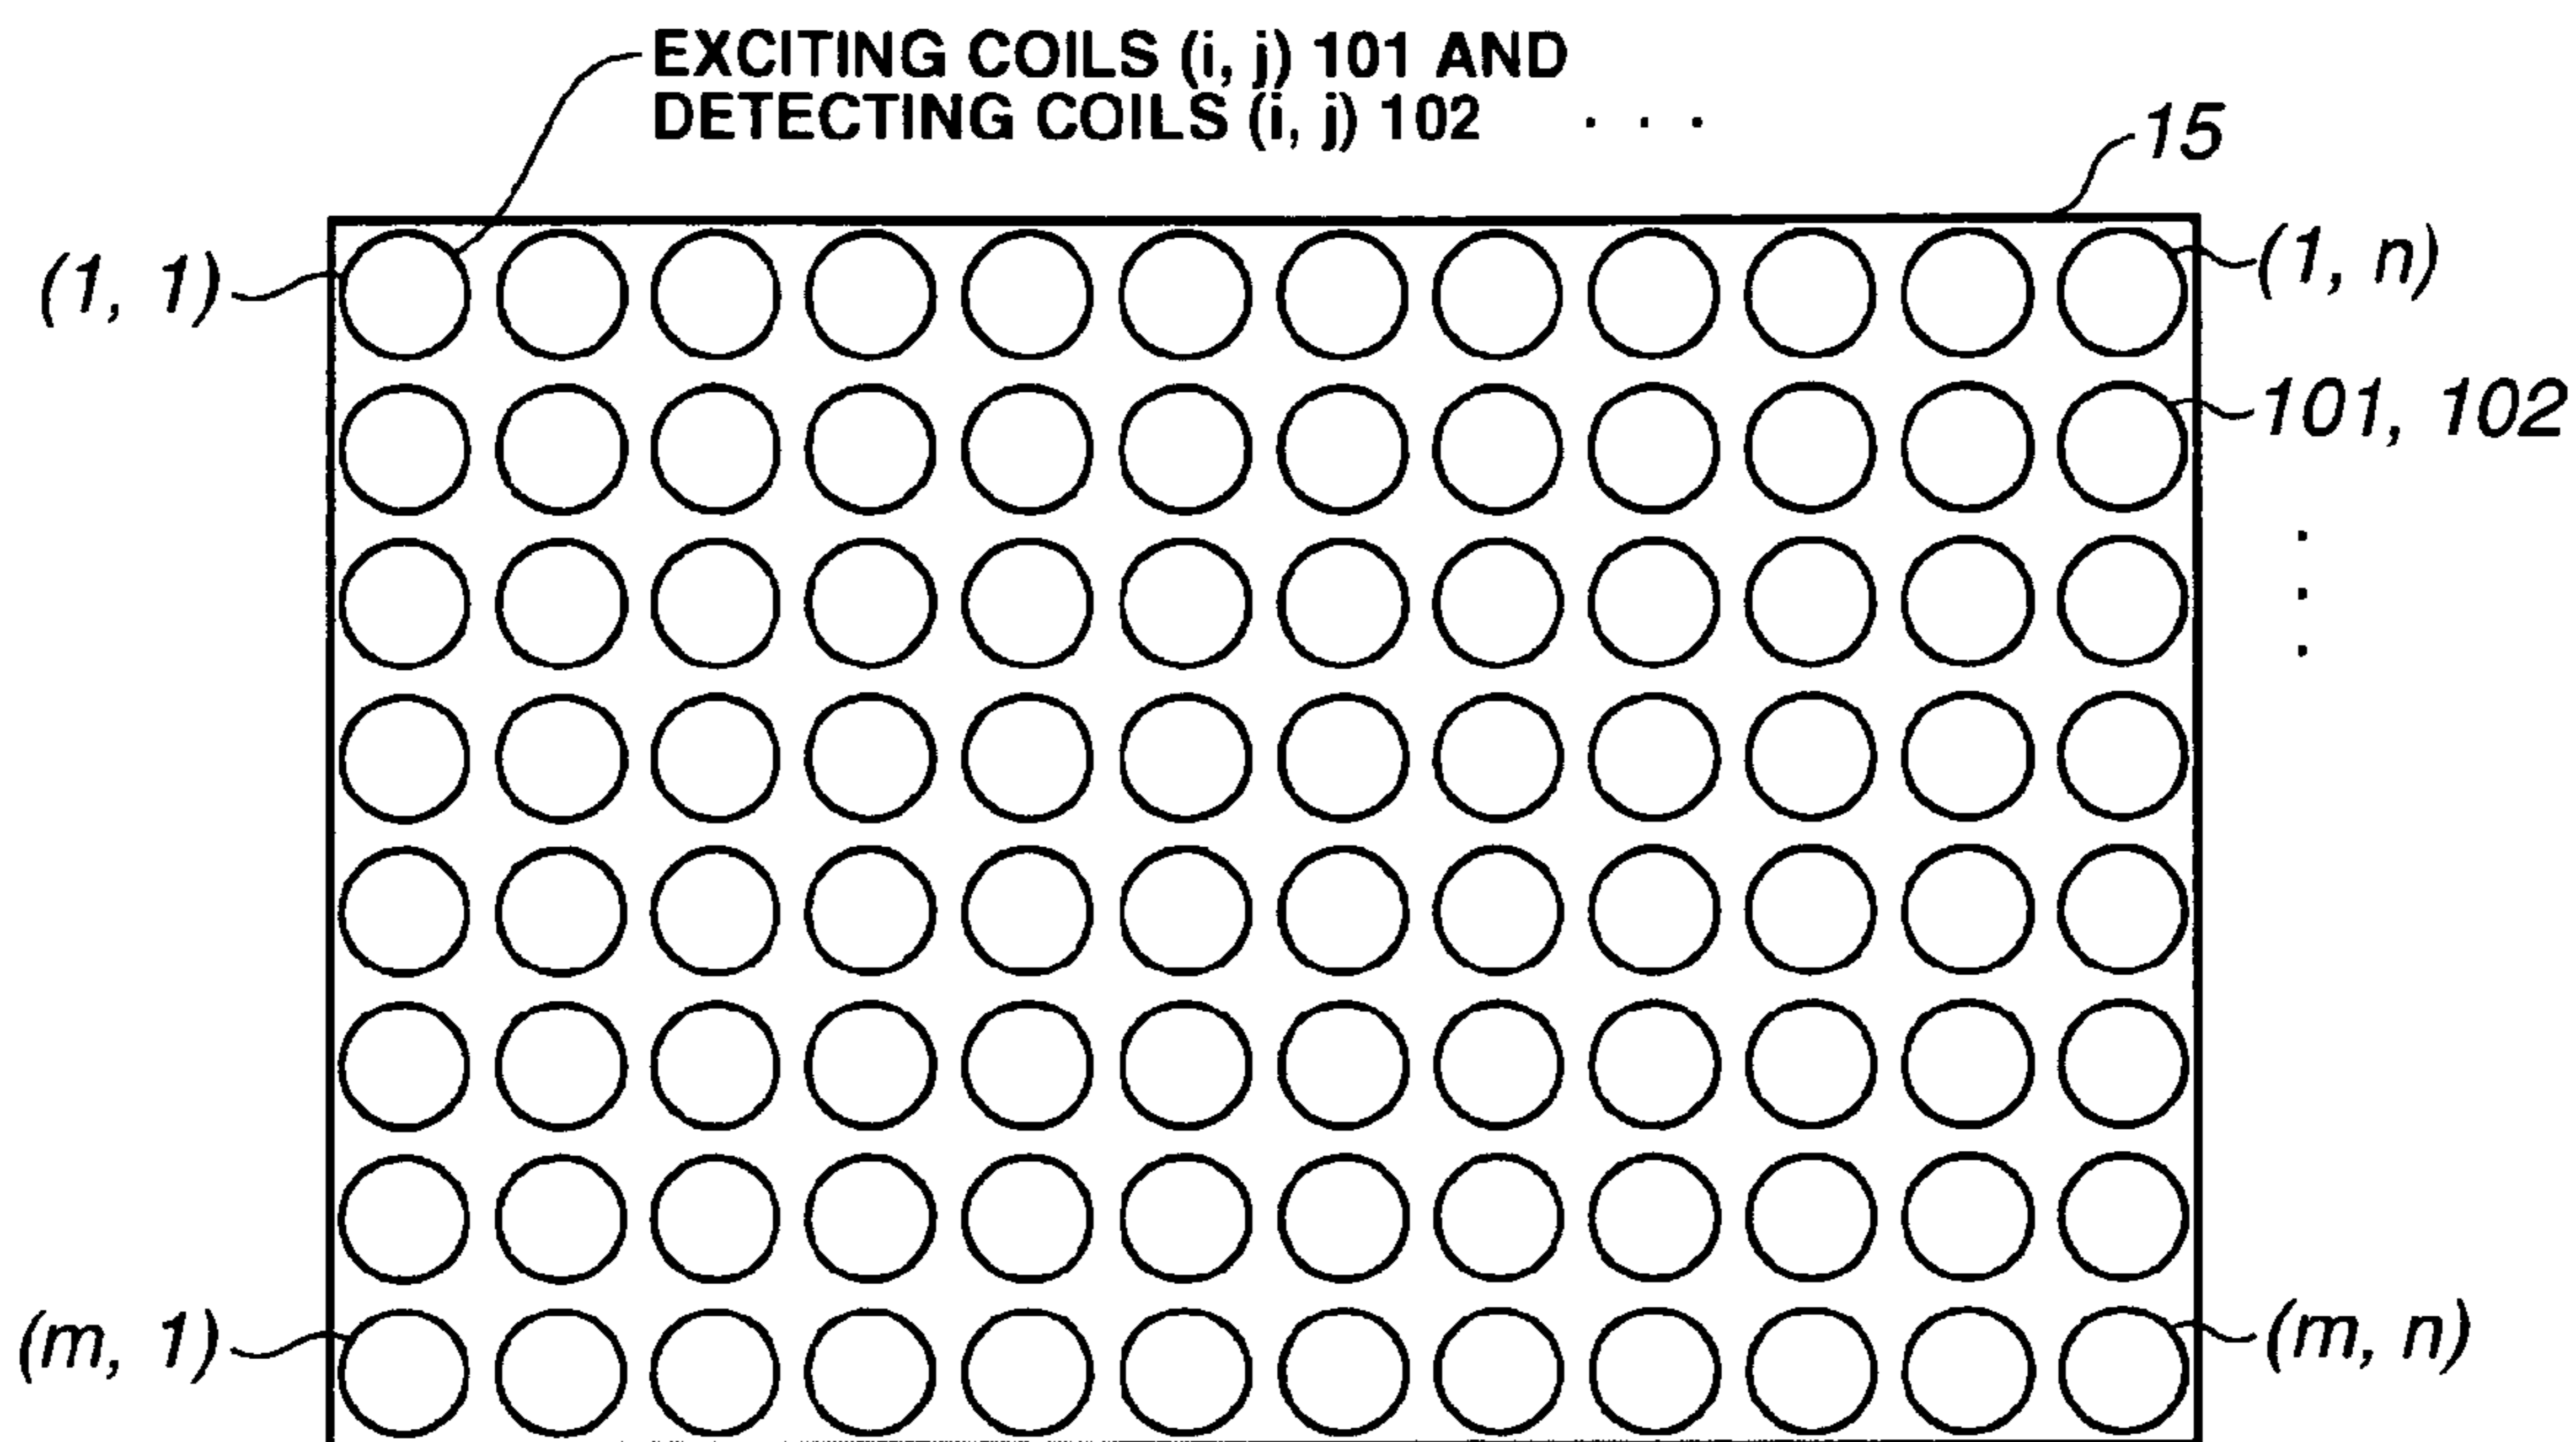 EXCITING COILS (i, j) 101 AND
DETECTING COILS (i, j) 102 . . .
15
(1, 1)
(1, n)
101, 102
.
.
.
(m, 1)
(m, n)